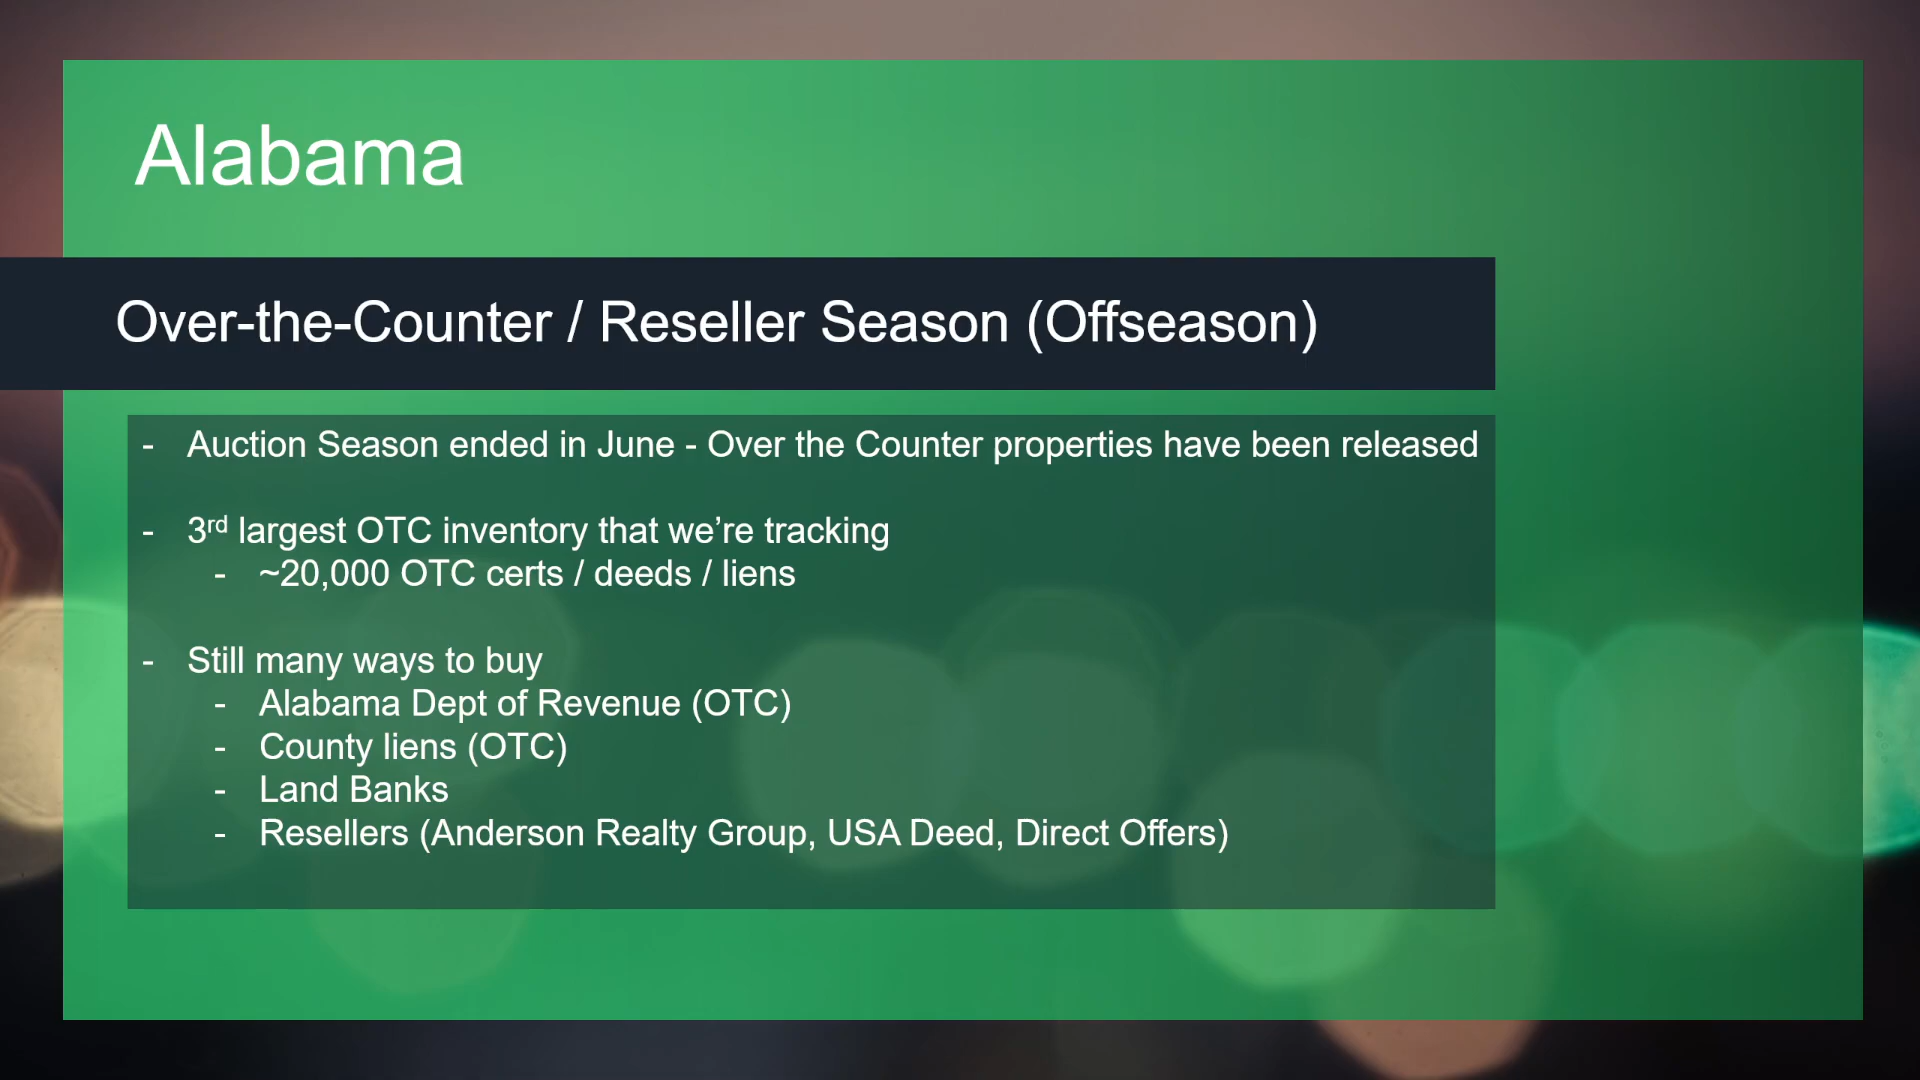 Alabama
Over-the-Counter / Reseller Season (Offseason)
- Auction Season ended in June - Over the Counter properties have been released
- 3rd largest OTC inventory that we’re tracking
- ~20,000 OTC certs / deeds / liens
- Still many ways to buy
- Alabama Dept of Revenue (OTC)
- County liens (OTC)
- Land Banks
- Resellers (Anderson Realty Group, USA Deed, Direct Offers)